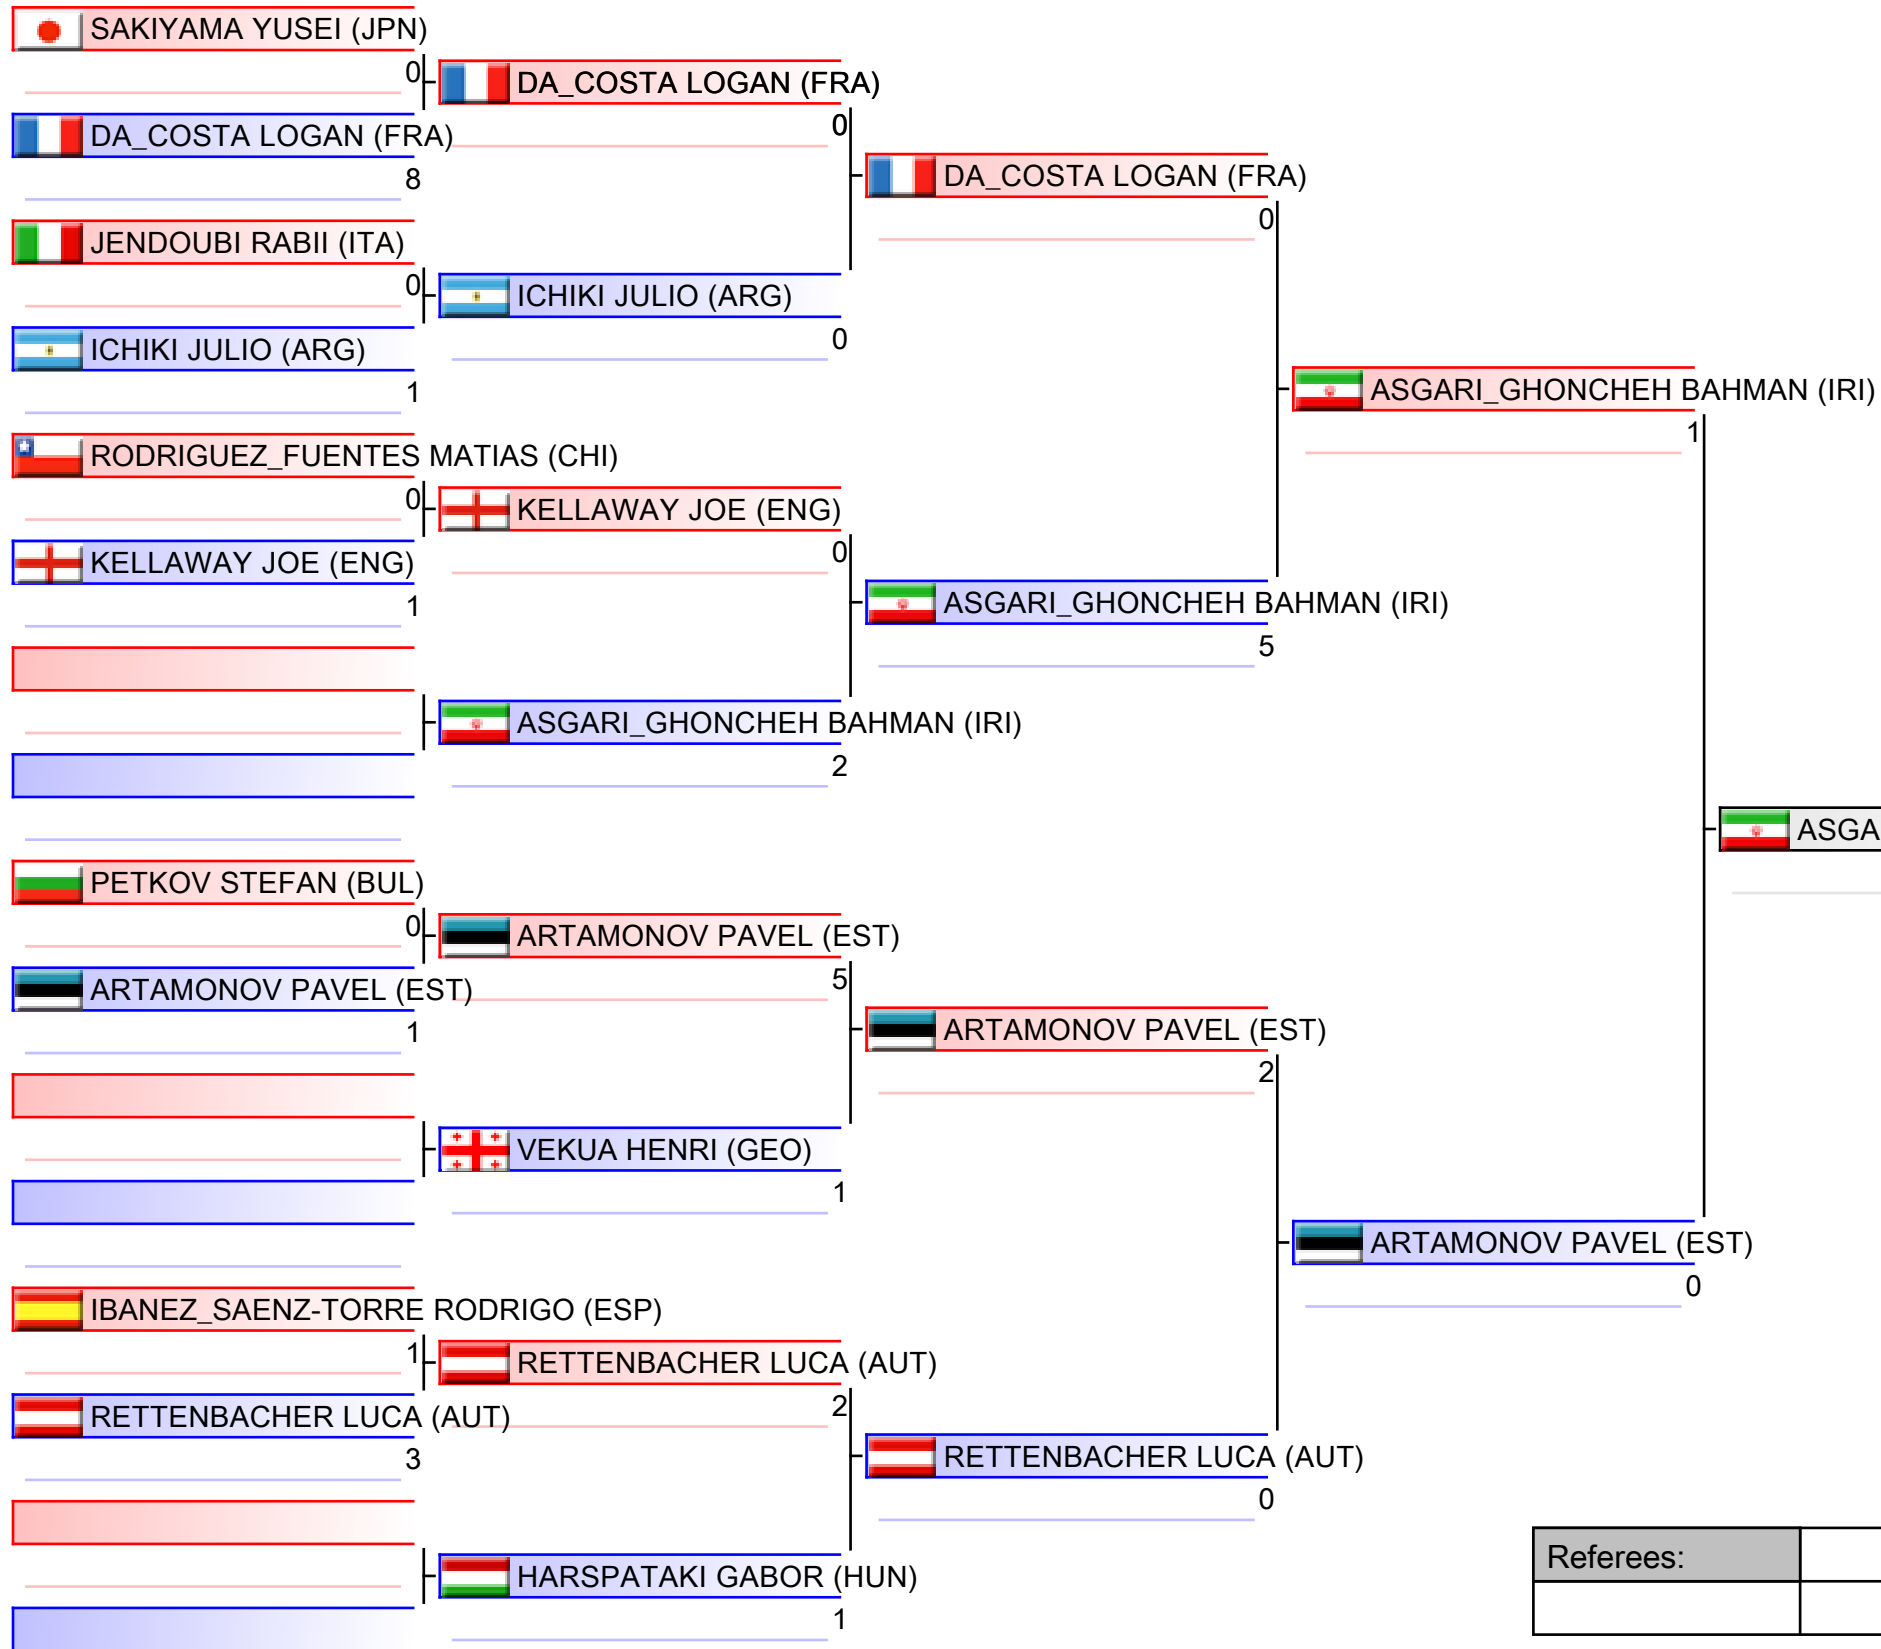 SAKIYAMA YUSEI (JPN)
0
DA_COSTA LOGAN (FRA)
DA_COSTA LOGAN (FRA)
0
8
DA_COSTA LOGAN (FRA)
0
JENDOUBI RABII (ITA)
0
ICHIKI JULIO (ARG)
0
ICHIKI JULIO (ARG)
1
ASGARI_GHONCHEH BAHMAN (IRI)
1
RODRIGUEZ_FUENTES MATIAS (CHI)
0
KELLAWAY JOE (ENG)
0
KELLAWAY JOE (ENG)
1
ASGARI_GHONCHEH BAHMAN (IRI)
5
ASGARI_GHONCHEH BAHMAN (IRI)
2
ASGA
PETKOV STEFAN (BUL)
0
ARTAMONOV PAVEL (EST)
5
ARTAMONOV PAVEL (EST)
1
ARTAMONOV PAVEL (EST)
2
VEKUA HENRI (GEO)
1
ARTAMONOV PAVEL (EST)
0
IBANEZ_SAENZ-TORRE RODRIGO (ESP)
1
RETTENBACHER LUCA (AUT)
2
RETTENBACHER LUCA (AUT)
3
RETTENBACHER LUCA (AUT)
0
HARSPATAKI GABOR (HUN)
1
Referees: